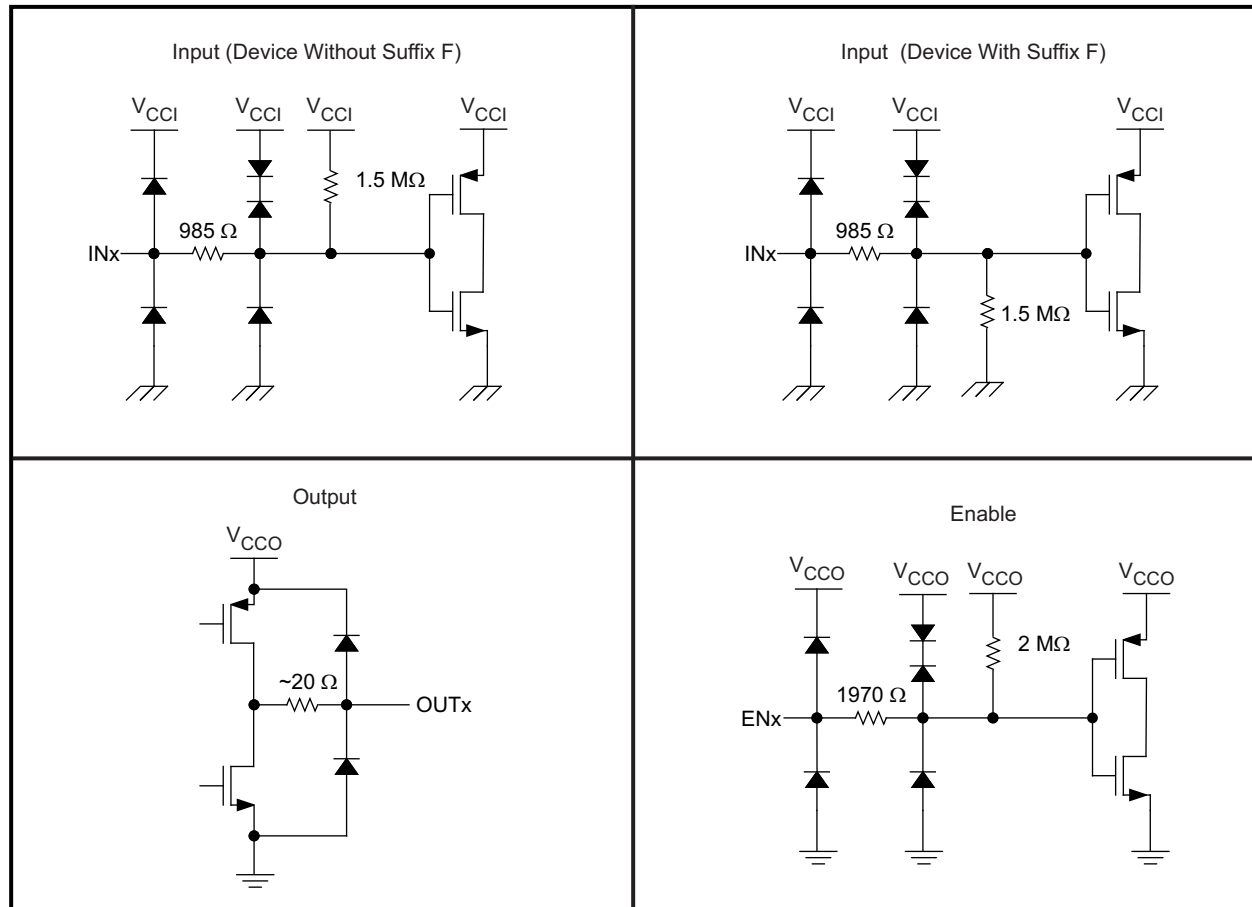 Input (Device Without Suffix F)
VCCI VCCI VCCI VCCI
1.5 MΩ
985 Ω
INx
Input (Device With Suffix F)
VCCI VCCI VCCI
985 Ω
INx
1.5 MΩ
Output
VCCO
~20 Ω
OUTx
Enable
VCCO VCCO VCCO VCCO
2 MΩ
1970 Ω
ENx